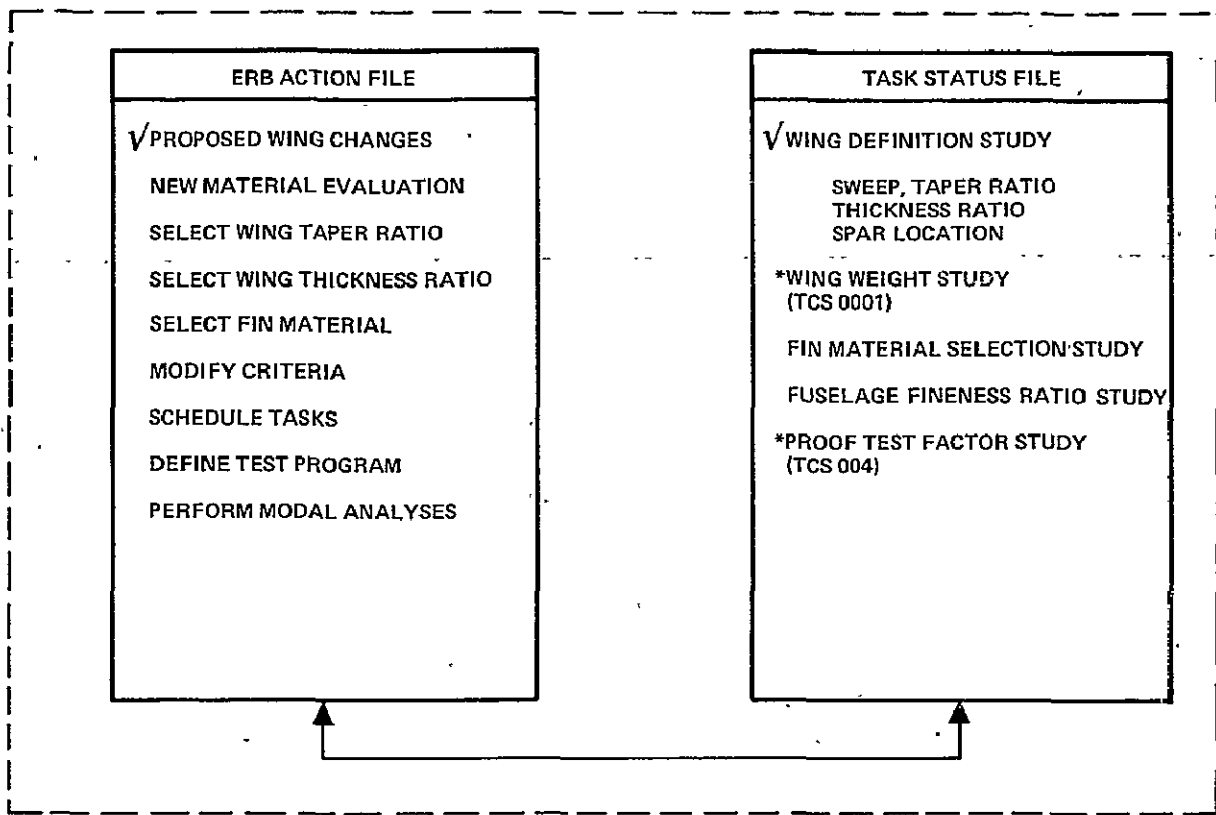 ERB ACTION FILE
√ PROPOSED WING CHANGES
NEW MATERIAL EVALUATION
SELECT WING TAPER RATIO
SELECT WING THICKNESS RATIO
SELECT FIN MATERIAL
MODIFY CRITERIA
SCHEDULE TASKS
DEFINE TEST PROGRAM
PERFORM MODAL ANALYSES
TASK STATUS FILE
√ WING DEFINITION STUDY
SWEEP, TAPER RATIO
THICKNESS RATIO
SPAR LOCATION
*WING WEIGHT STUDY
(TCS 0001)
FIN MATERIAL SELECTION STUDY
FUSELAGE FINENESS RATIO STUDY
*PROOF TEST FACTOR STUDY
(TCS 004)